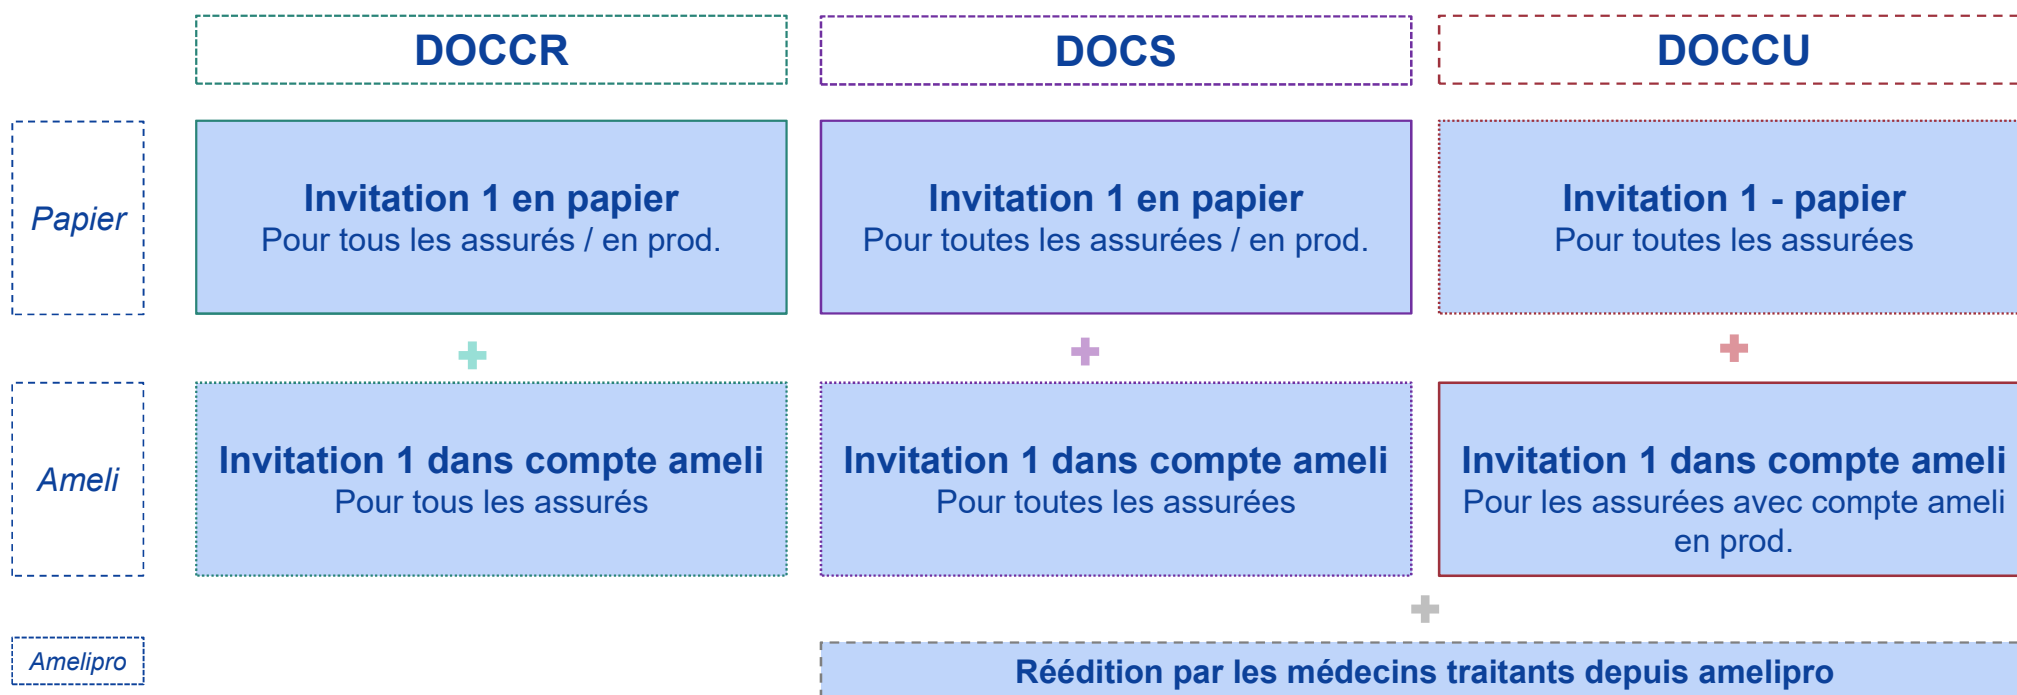 DOCCR
DOCS
DOCCU
Papier
Invitation 1 en papier
Pour tous les assurés / en prod.
Invitation 1 en papier
Pour toutes les assurées / en prod.
Invitation 1 - papier
Pour toutes les assurées
Ameli
Invitation 1 dans compte ameli
Pour tous les assurés
Invitation 1 dans compte ameli
Pour toutes les assurées
Invitation 1 dans compte ameli
Pour les assurées avec compte ameli
en prod.
Amelipro
Réédition par les médecins traitants depuis amelipro